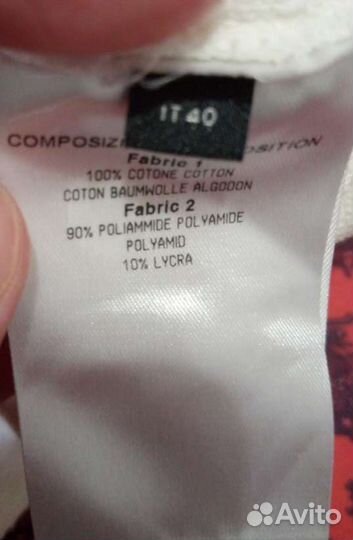 IT 40
COMPOSIZI OSITION
Fabric 1
100% COTONE COTTON
COTON BAUMWOLLE ALGODON
Fabric 2
90% POLIAMMIDE POLYAMIDE
POLYAMID
10% LYCRA
Avito